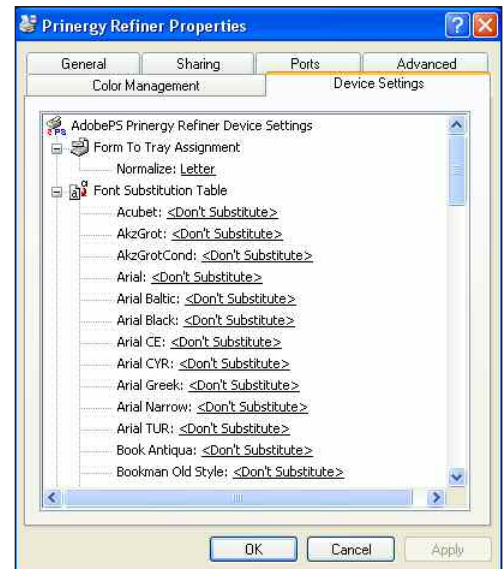 Prinergy Refiner Properties
General Sharing Ports Advanced
Color Management Device Settings
AdobePS Prinergy Refiner Device Settings
Form To Tray Assignment
Normalize: Letter
Font Substitution Table
Acubet: <Don't Substitute>
AkzGrot: <Don't Substitute>
AkzGrotCond: <Don't Substitute>
Arial: <Don't Substitute>
Arial Baltic: <Don't Substitute>
Arial Black: <Don't Substitute>
Arial CE: <Don't Substitute>
Arial CYR: <Don't Substitute>
Arial Greek: <Don't Substitute>
Arial Narrow: <Don't Substitute>
Arial TUR: <Don't Substitute>
Book Antiqua: <Don't Substitute>
Bookman Old Style: <Don't Substitute>
OK Cancel Apply